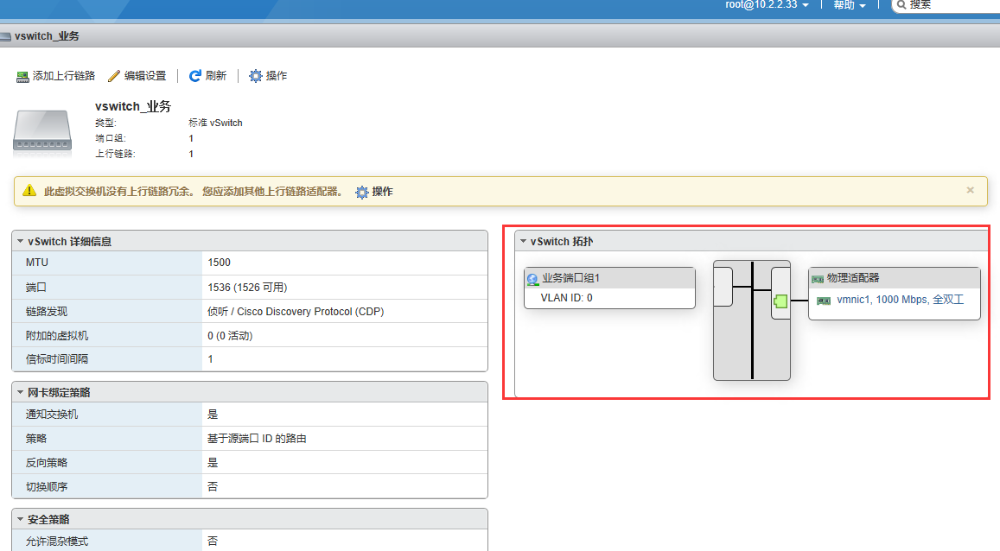 root@10.2.2.33
帮助
搜索
vswitch_业务
添加上行链路
编辑设置
刷新
操作
vswitch_业务
类型: 标准 vSwitch
端口组: 1
上行链路: 1
此虚拟交换机没有上行链路冗余。 您应添加其他上行链路适配器。 操作
vSwitch 详细信息
MTU 1500
端口 1536 (1526 可用)
链路发现 侦听 / Cisco Discovery Protocol (CDP)
附加的虚拟机 0 (0 活动)
信标时间间隔 1
网卡绑定策略
通知交换机 是
策略 基于源端口 ID 的路由
反向策略 是
切换顺序 否
安全策略
允许混杂模式 否
vSwitch 拓扑
业务端口组1
VLAN ID: 0
物理适配器
vmnic1, 1000 Mbps, 全双工